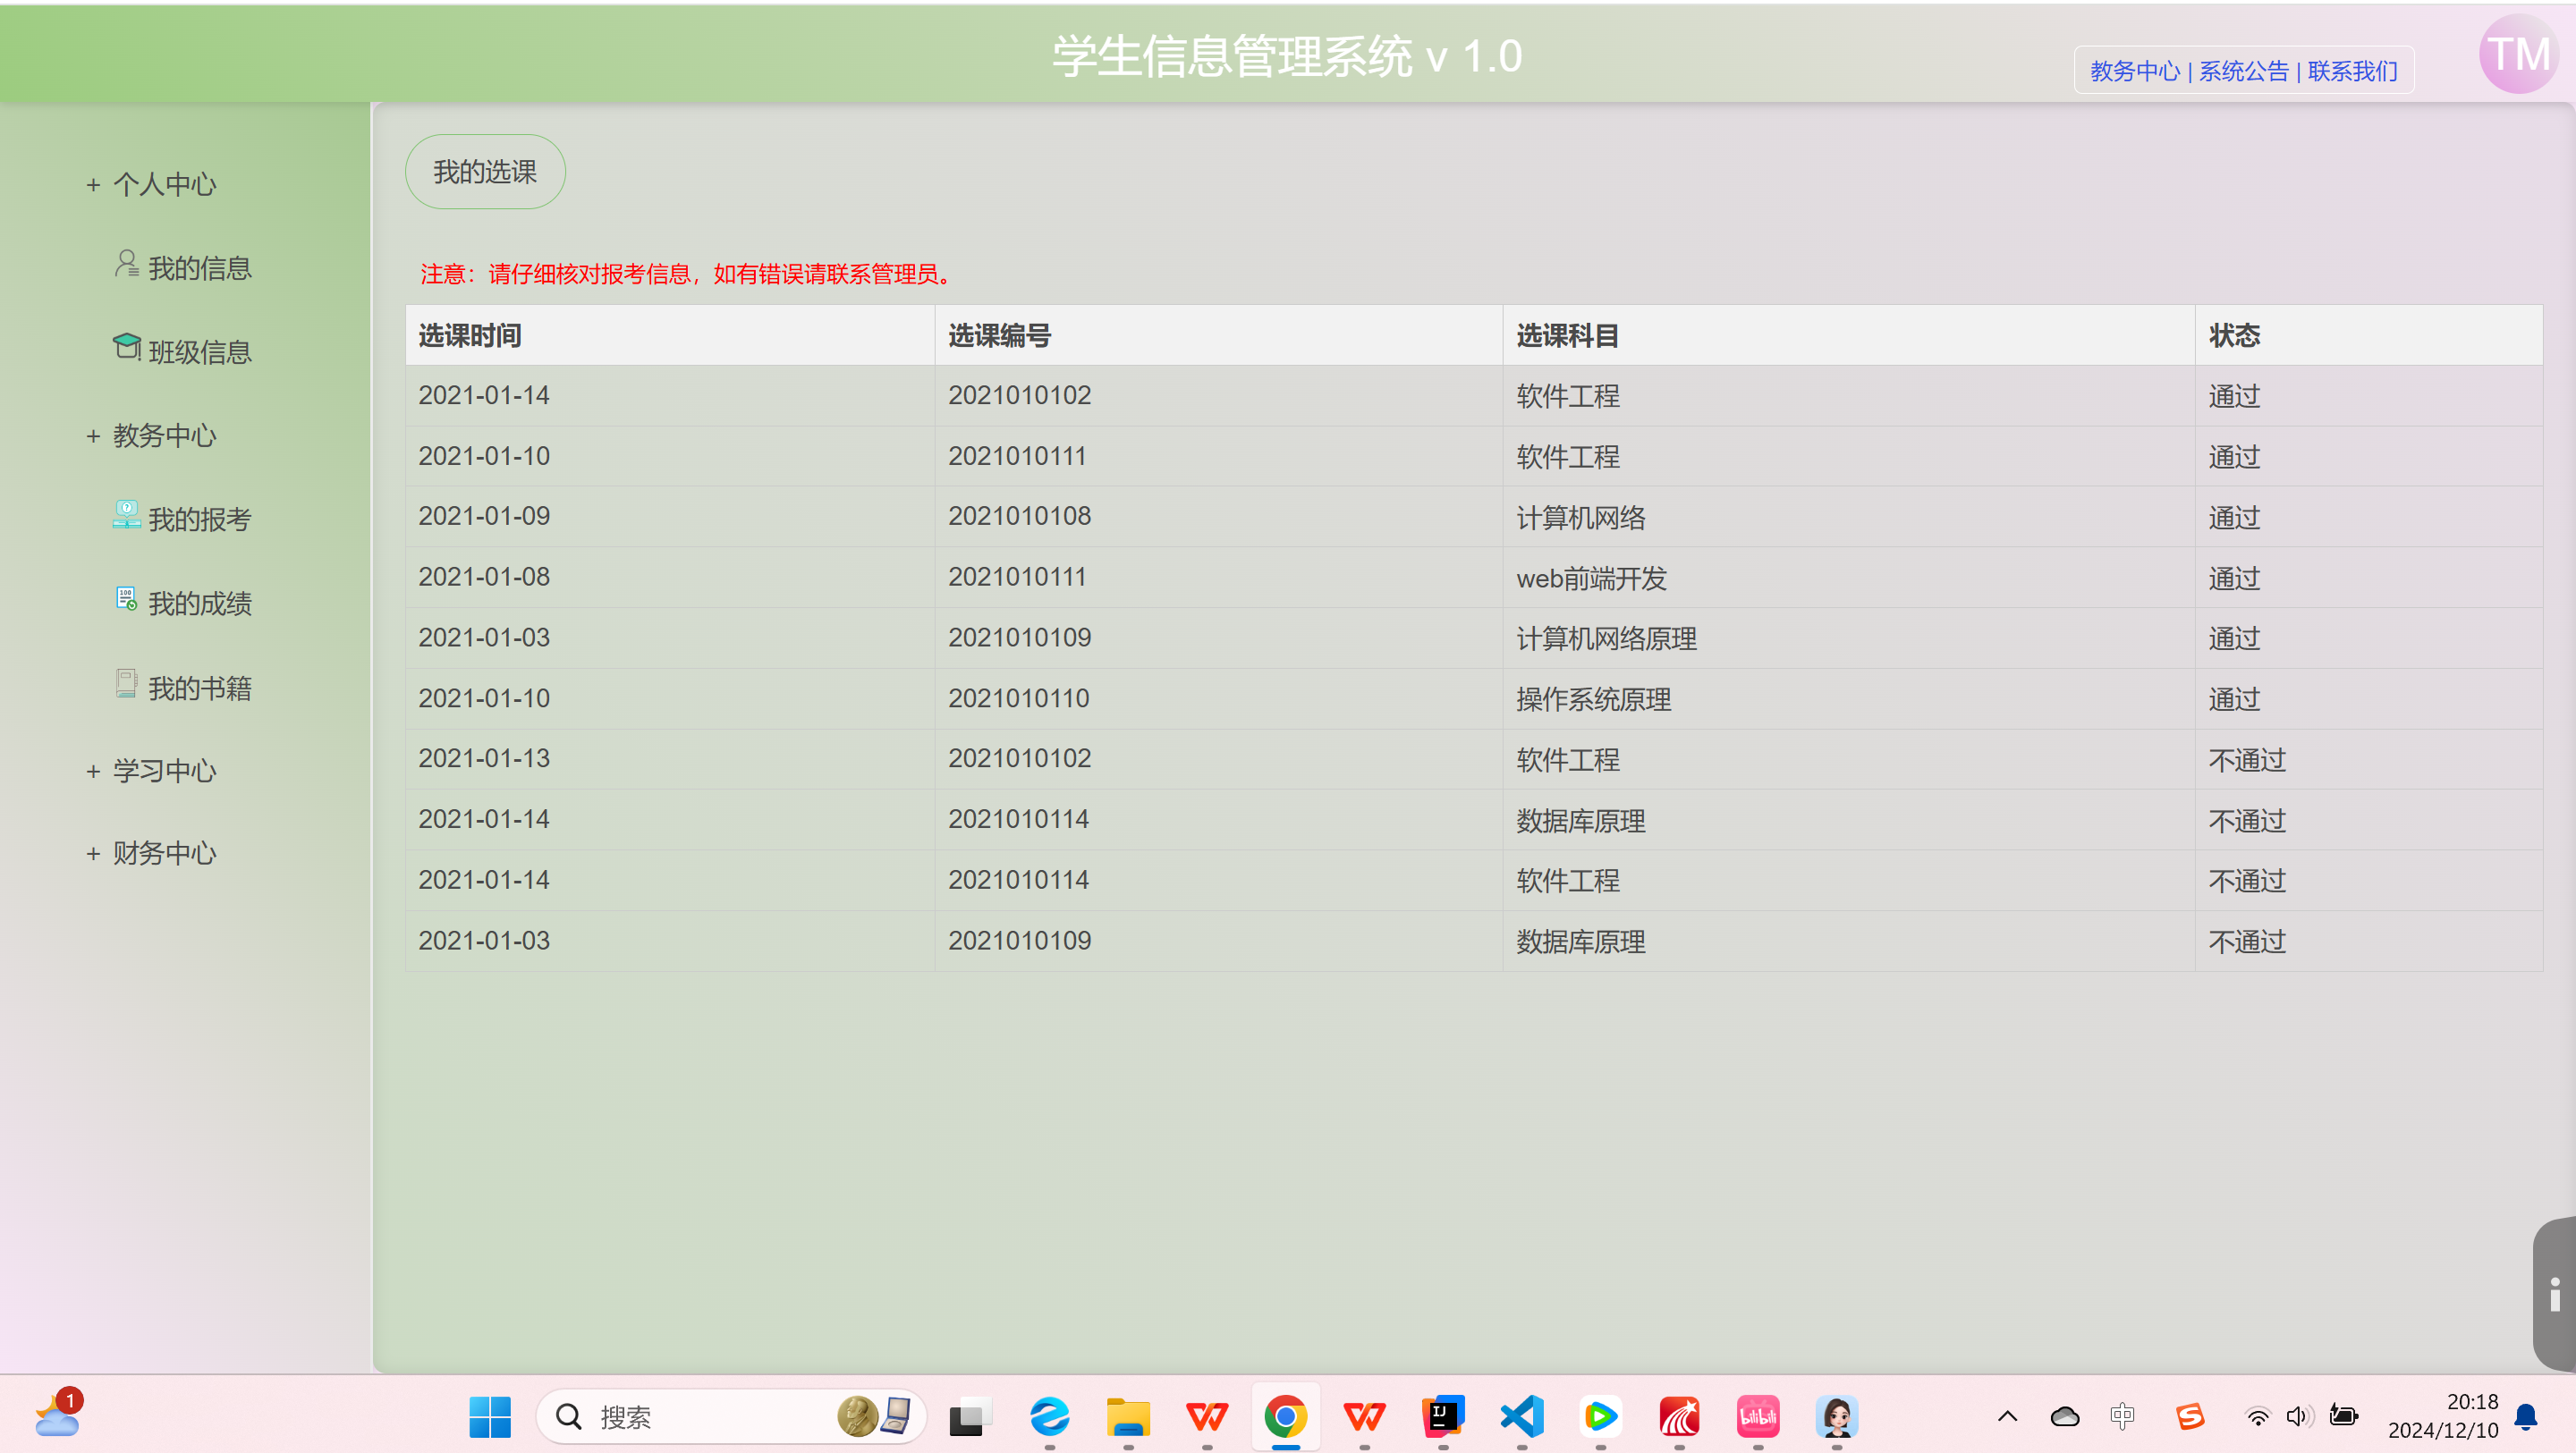 学生信息管理系统 v 1.0
教务中心 | 系统公告 | 联系我们
TM
+ 个人中心
我的信息
班级信息
+ 教务中心
我的报考
我的成绩
我的书籍
+ 学习中心
+ 财务中心
我的选课
注意：请仔细核对报考信息，如有错误请联系管理员。
选课时间 选课编号 选课科目 状态
2021-01-14 2021010102 软件工程 通过
2021-01-10 2021010111 软件工程 通过
2021-01-09 2021010108 计算机网络 通过
2021-01-08 2021010111 web前端开发 通过
2021-01-03 2021010109 计算机网络原理 通过
2021-01-10 2021010110 操作系统原理 通过
2021-01-13 2021010102 软件工程 不通过
2021-01-14 2021010114 数据库原理 不通过
2021-01-14 2021010114 软件工程 不通过
2021-01-03 2021010109 数据库原理 不通过
1
搜索
IJ
bilibili
中
20:18
2024/12/10